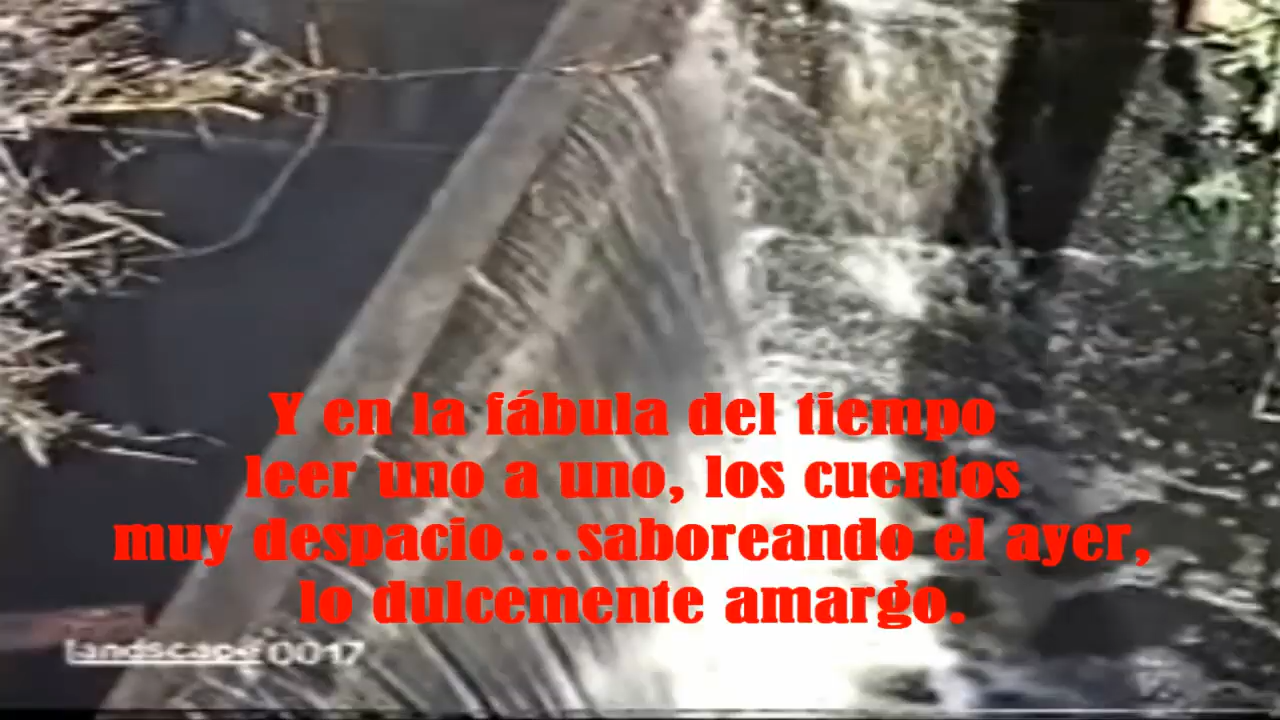 Y en la fábula del tiempo
leer uno a uno, los cuentos
muy despacio...saboreando el ayer,
lo dulcemente amargo.
landscape 0017